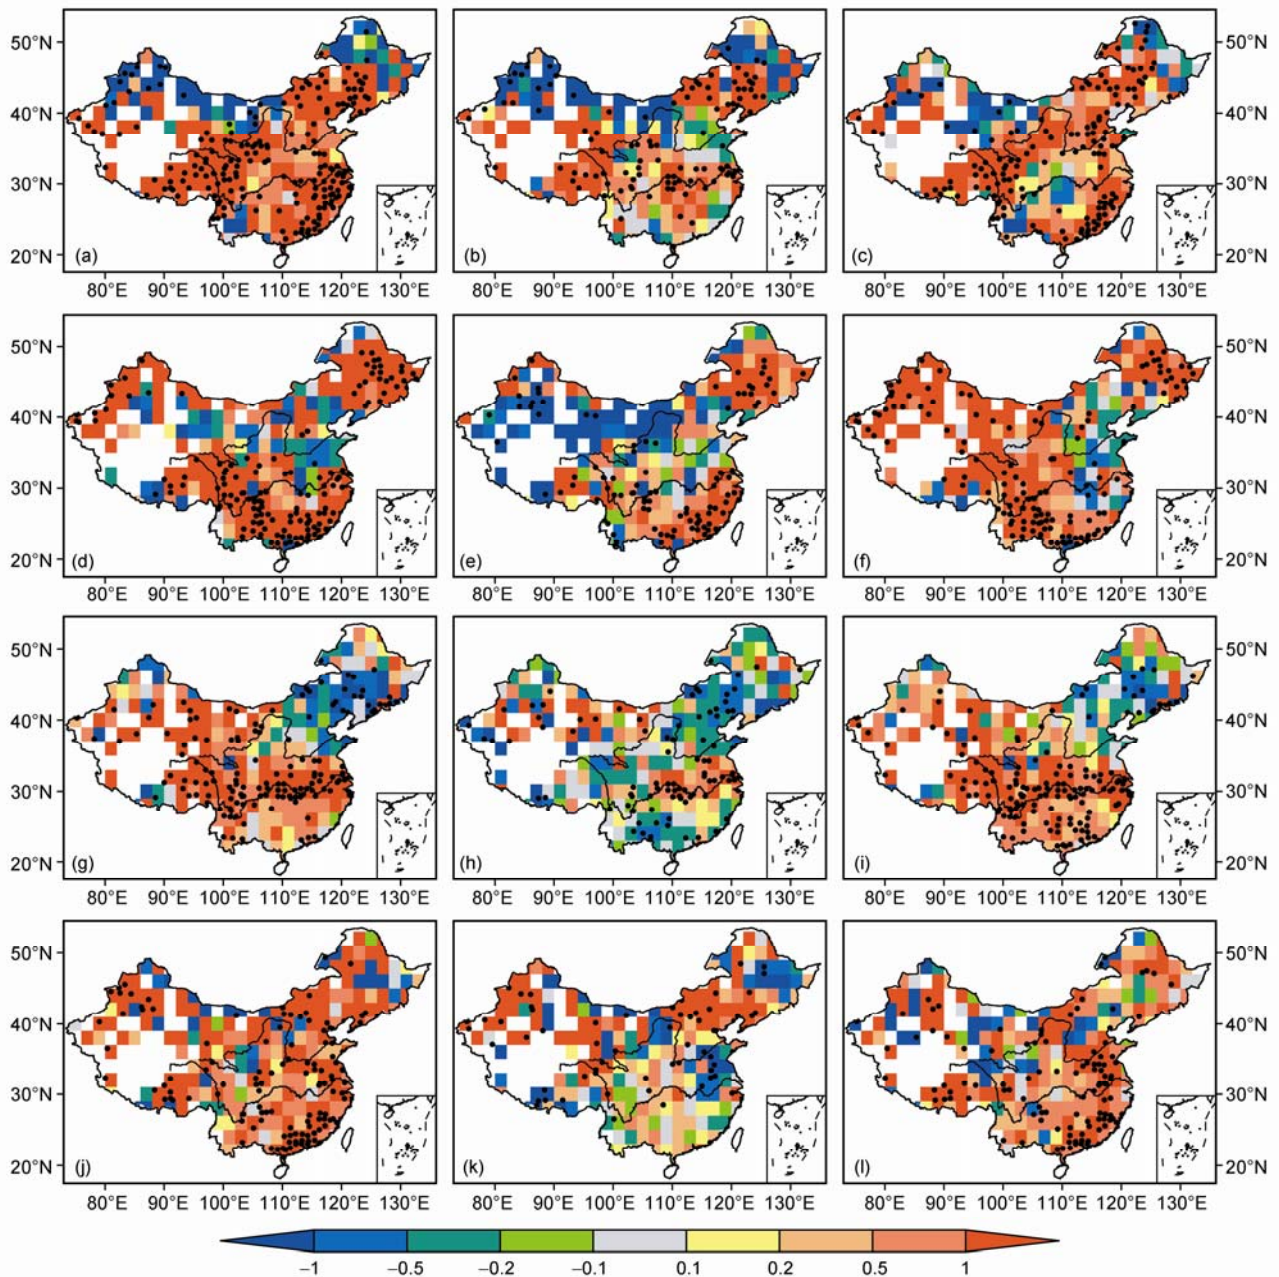 50°N 50°N
40°N 40°N
30°N 30°N
20°N (a) (b) (c) 20°N
80°E 90°E 100°E 110°E 120°E 130°E 80°E 90°E 100°E 110°E 120°E 130°E 80°E 90°E 100°E 110°E 120°E 130°E
50°N 50°N
40°N 40°N
30°N 30°N
20°N (d) (e) (f) 20°N
80°E 90°E 100°E 110°E 120°E 130°E 80°E 90°E 100°E 110°E 120°E 130°E 80°E 90°E 100°E 110°E 120°E 130°E
50°N 50°N
40°N 40°N
30°N 30°N
20°N (g) (h) (i) 20°N
80°E 90°E 100°E 110°E 120°E 130°E 80°E 90°E 100°E 110°E 120°E 130°E 80°E 90°E 100°E 110°E 120°E 130°E
50°N 50°N
40°N 40°N
30°N 30°N
20°N (j) (k) (l) 20°N
80°E 90°E 100°E 110°E 120°E 130°E 80°E 90°E 100°E 110°E 120°E 130°E 80°E 90°E 100°E 110°E 120°E 130°E
−1 −0.5 −0.2 −0.1 0.1 0.2 0.5 1